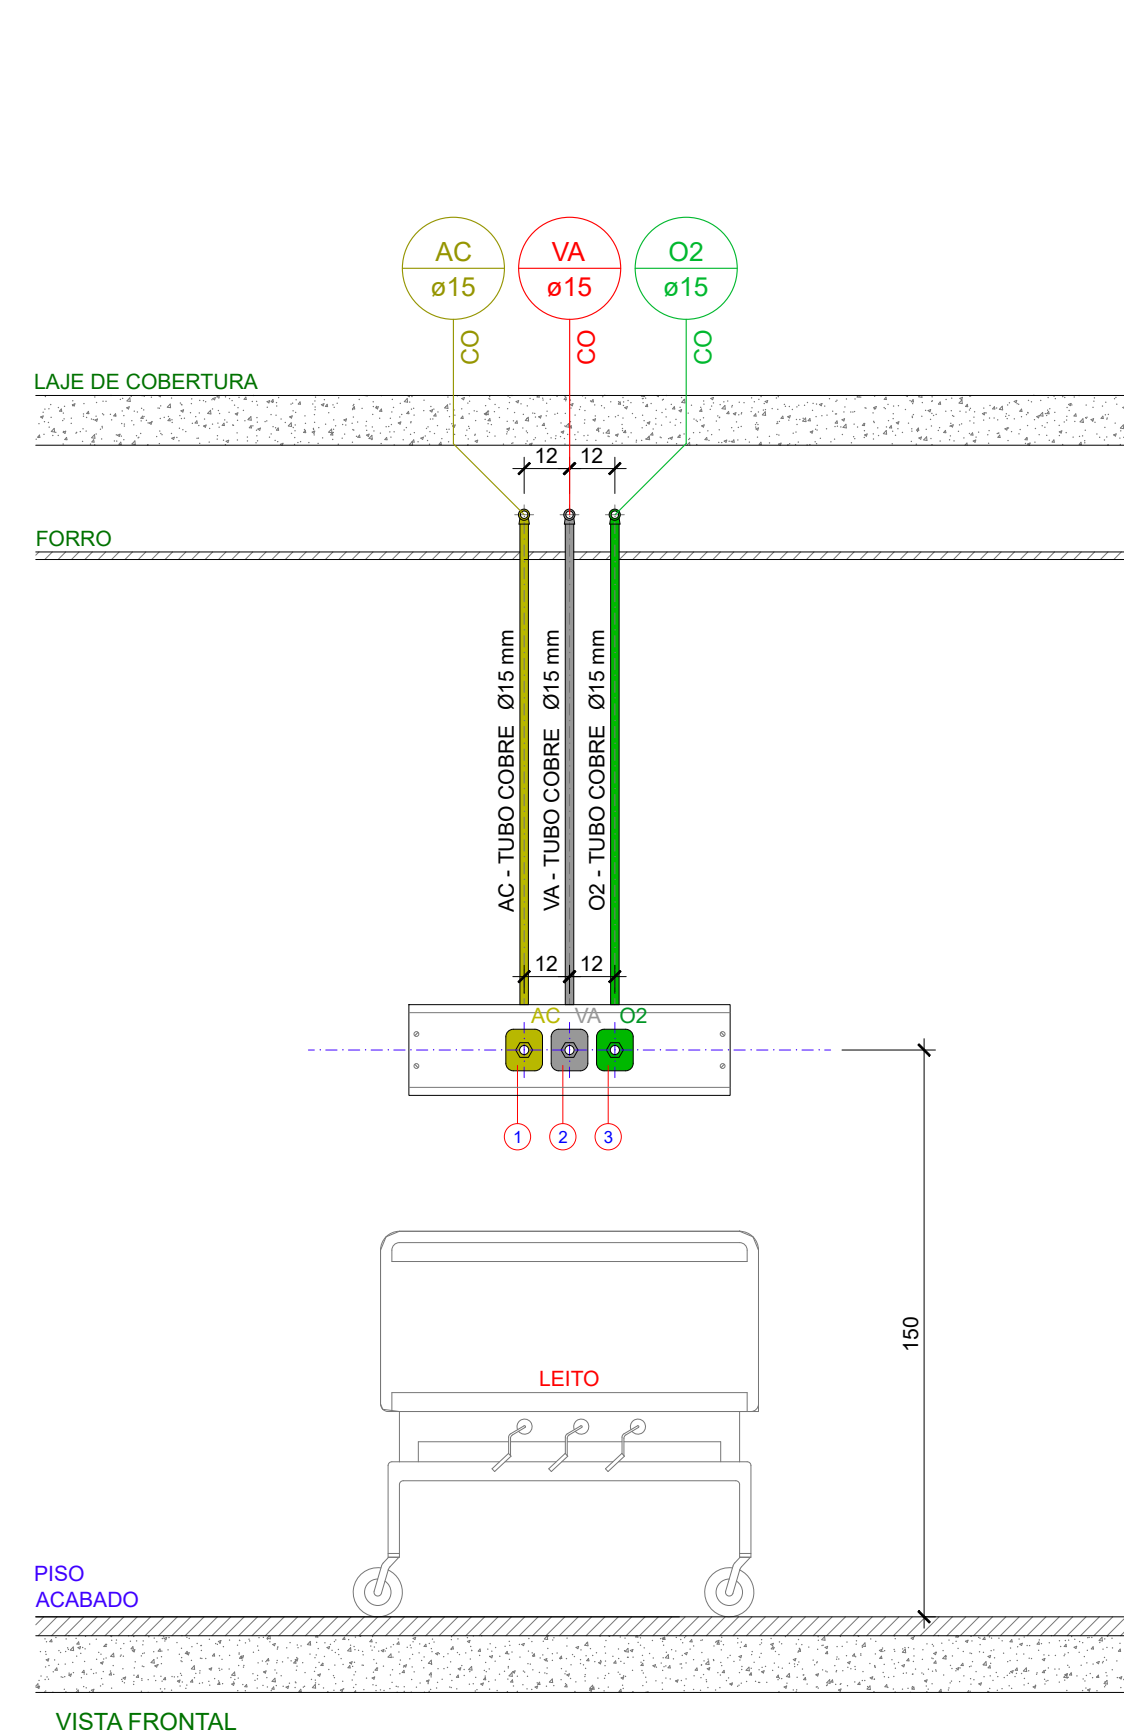 AC
ø15
CO
VA
ø15
CO
O2
ø15
CO
LAJE DE COBERTURA
12
12
FORRO
AC - TUBO COBRE Ø15 mm
VA - TUBO COBRE Ø15 mm
O2 - TUBO COBRE Ø15 mm
12
12
AC
VA
O2
1
2
3
150
LEITO
PISO
ACABADO
VISTA FRONTAL